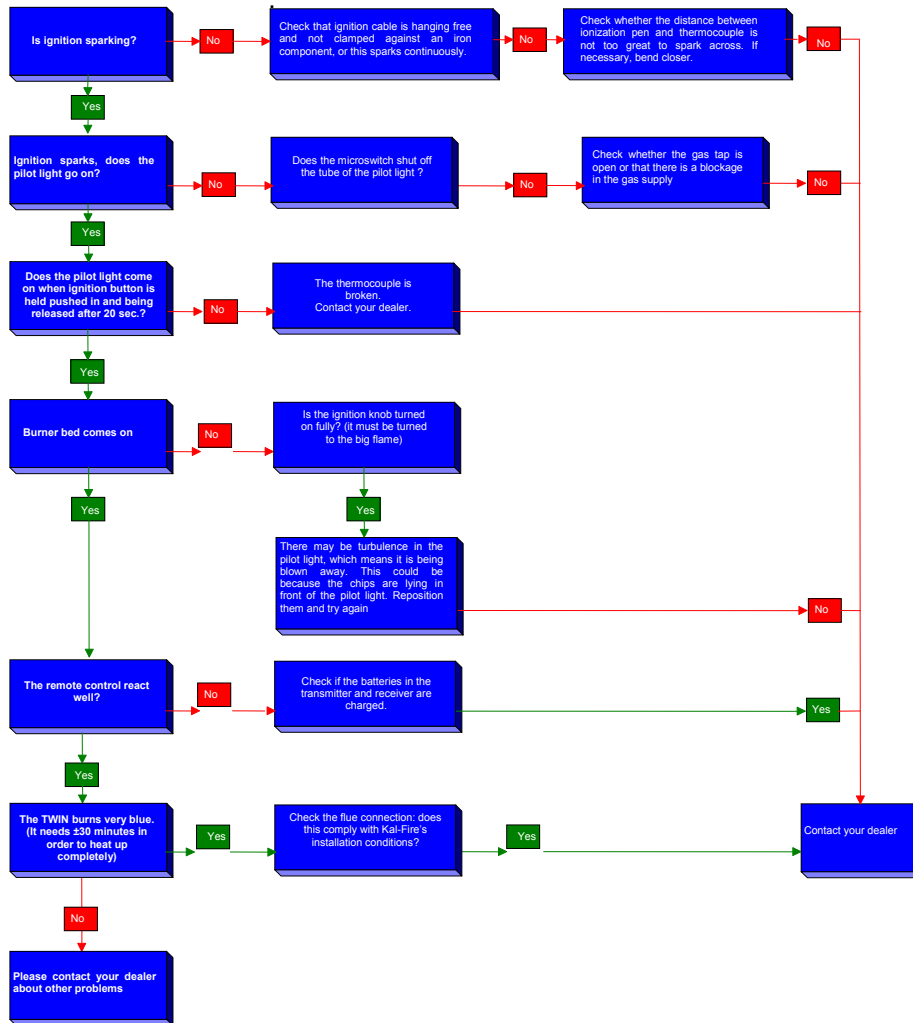 Is ignition sparking?
No
Check that ignition cable is hanging free
and not clamped against an iron
component, or this sparks continuously.
No
Check whether the distance between
ionization pen and thermocouple is
not too great to spark across. If
necessary, bend closer.
No
Yes
Ignition sparks, does the
pilot light go on?
No
Does the microswitch shut off
the tube of the pilot light ?
No
Check whether the gas tap is
open or that there is a blockage
in the gas supply
No
Yes
Does the pilot light come
on when ignition button is
held pushed in and being
released after 20 sec.?
No
The thermocouple is
broken.
Contact your dealer.
Yes
Burner bed comes on
No
Is the ignition knob turned
on fully? (it must be turned
to the big flame)
Yes
Yes
There may be turbulence in the
pilot light, which means it is being
blown away. This could be
because the chips are lying in
front of the pilot light. Reposition
them and try again
No
The remote control react
well?
No
Check if the batteries in the
transmitter and receiver are
charged.
Yes
Yes
The TWIN burns very blue.
(It needs ±30 minutes in
order to heat up
completely)
Yes
Check the flue connection: does
this comply with Kal-Fire's
installation conditions?
Yes
Contact your dealer
No
Please contact your dealer
about other problems